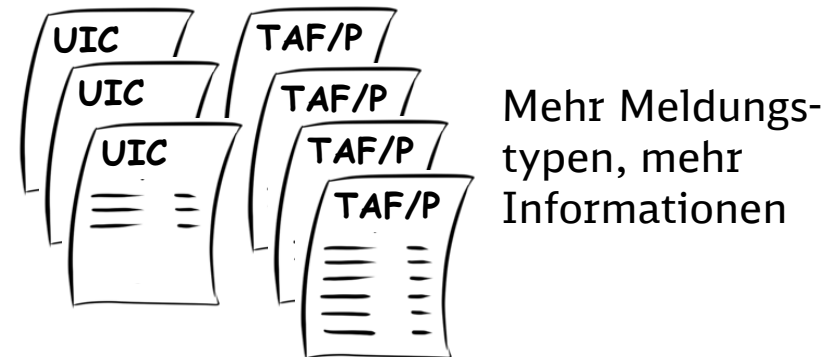 UIC
UIC
UIC
TAF/P
TAF/P
TAF/P
TAF/P
Mehr Meldungs-
typen, mehr
Informationen